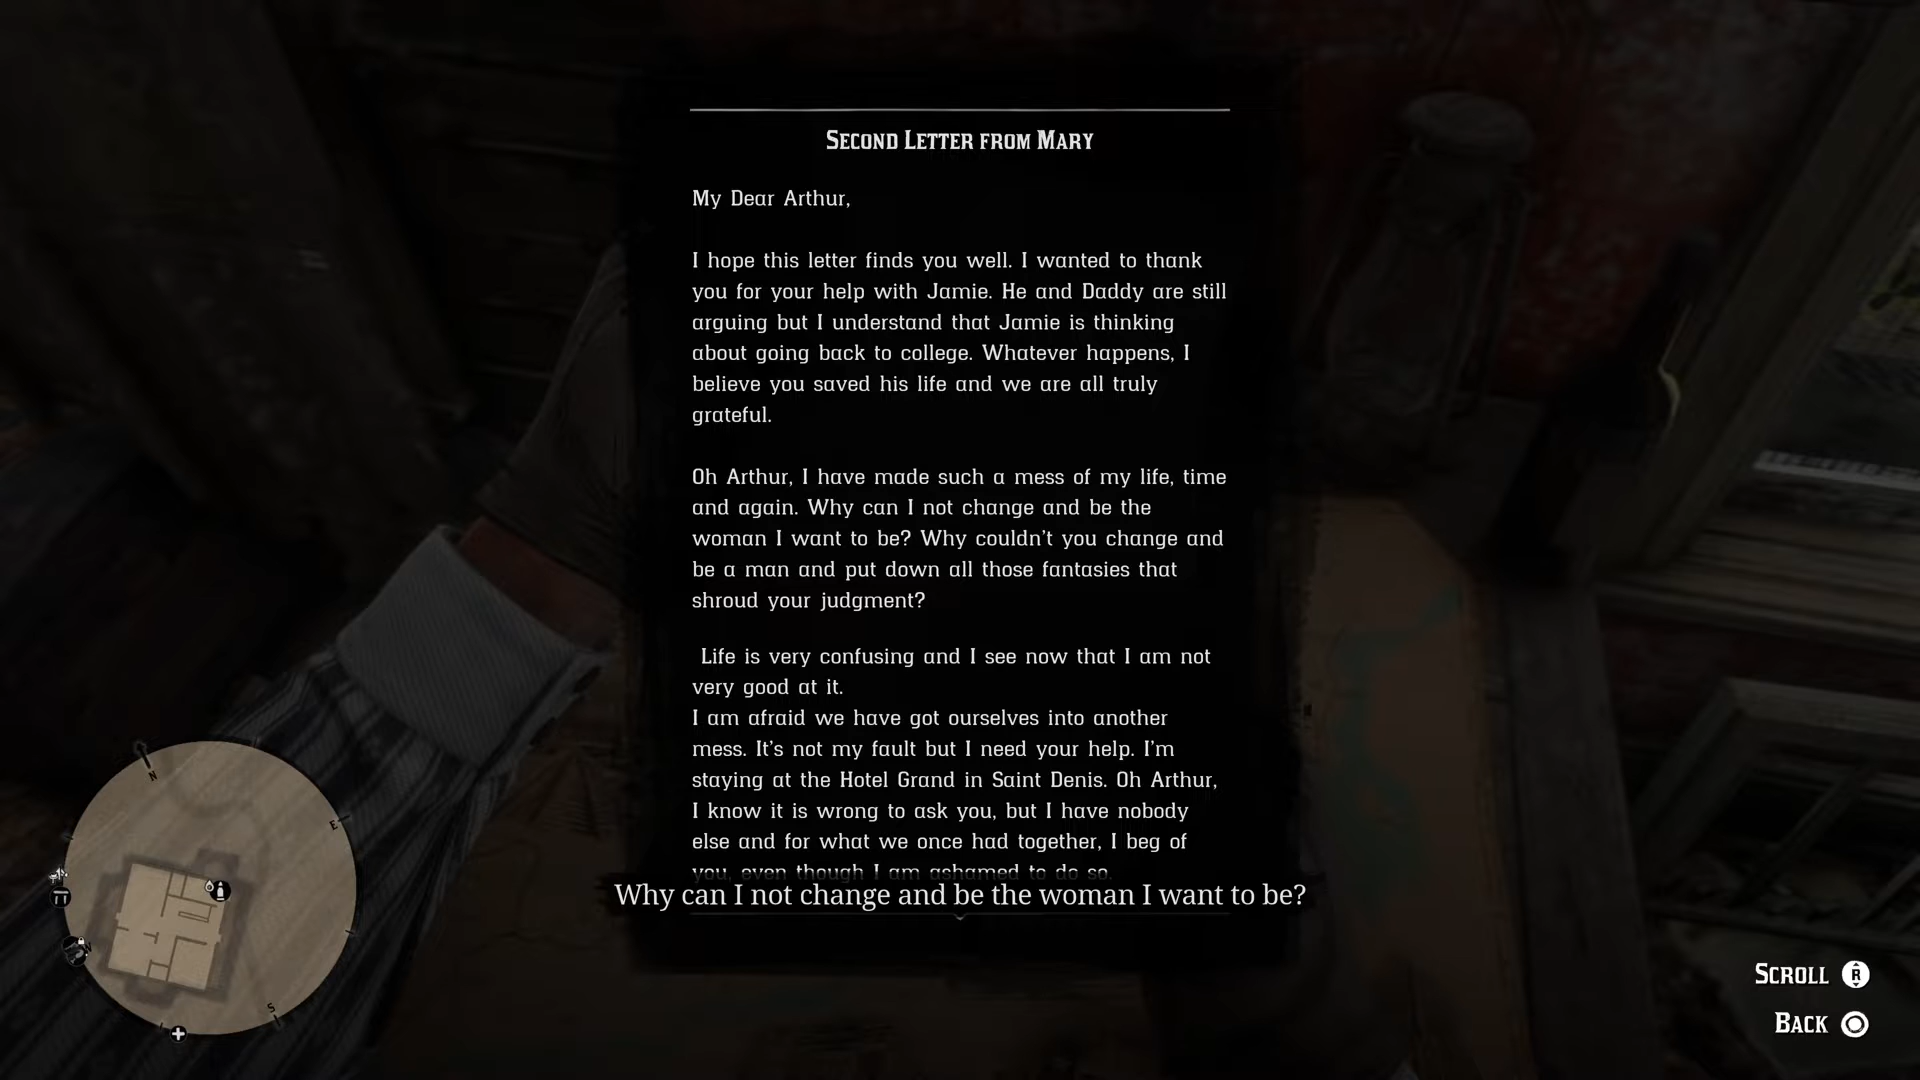 Second Letter from Mary
My Dear Arthur,
I hope this letter finds you well. I wanted to thank
you for your help with Jamie. He and Daddy are still
arguing but I understand that Jamie is thinking
about going back to college. Whatever happens, I
believe you saved his life and we are all truly
grateful.
Oh Arthur, I have made such a mess of my life, time
and again. Why can I not change and be the
woman I want to be? Why couldn't you change and
be a man and put down all those fantasies that
shroud your judgment?
Life is very confusing and I see now that I am not
very good at it.
I am afraid we have got ourselves into another
mess. It's not my fault but I need your help. I'm
staying at the Hotel Grand in Saint Denis. Oh Arthur,
I know it is wrong to ask you, but I have nobody
else and for what we once had together, I beg of
you, even though I am ashamed to do so.
Why can I not change and be the woman I want to be?
N
E
S
Scroll R
Back